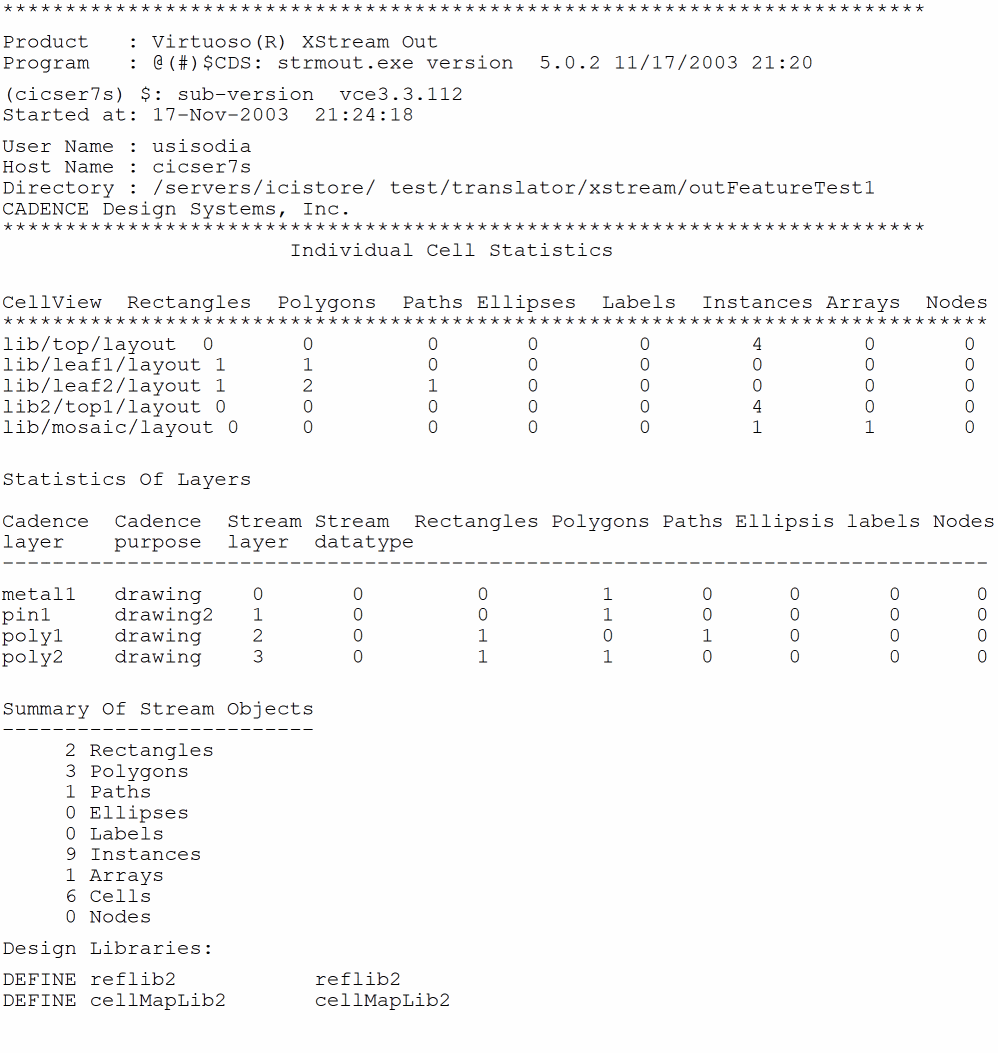 **************************************************************************
Product   : Virtuoso(R) XStream Out
Program   : @(#)$CDS: strmout.exe version  5.0.2 11/17/2003 21:20
(cicser7s) $: sub-version  vce3.3.112
Started at: 17-Nov-2003  21:24:18
User Name : usisodia
Host Name : cicser7s
Directory : /servers/icistore/ test/translator/xstream/outFeatureTest1
CADENCE Design Systems, Inc.
**************************************************************************
Individual Cell Statistics
CellView  Rectangles  Polygons  Paths Ellipses  Labels  Instances Arrays  Nodes
*******************************************************************************
lib/top/layout  0       0         0       0        0        4        0       0
lib/leaf1/layout 1      1         0       0        0        0        0       0
lib/leaf2/layout 1      2         1       0        0        0        0       0
lib2/top1/layout 0      0         0       0        0        4        0       0
lib/mosaic/layout 0     0         0       0        0        1        1       0
Statistics Of Layers
Cadence  Cadence  Stream Stream  Rectangles Polygons Paths Ellipsis labels Nodes
layer    purpose  layer  datatype
-------------------------------------------------------------------------------
metal1   drawing    0       0         0         1       0      0       0      0
pin1     drawing2   1       0         0         1       0      0       0      0
poly1    drawing    2       0         1         0       1      0       0      0
poly2    drawing    3       0         1         1       0      0       0      0
Summary Of Stream Objects
-------------------------
2 Rectangles
3 Polygons
1 Paths
0 Ellipses
0 Labels
9 Instances
1 Arrays
6 Cells
0 Nodes
Design Libraries:
DEFINE reflib2           reflib2
DEFINE cellMapLib2       cellMapLib2